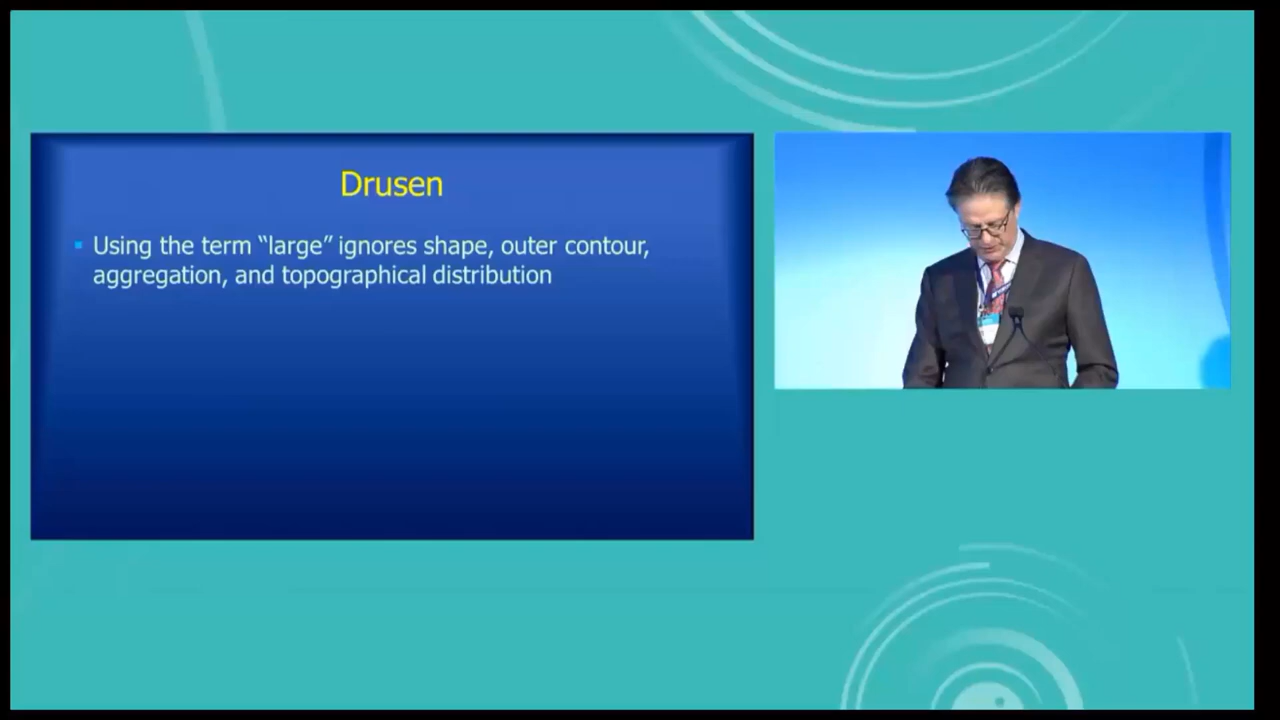 Drusen
Using the term “large” ignores shape, outer contour,
aggregation, and topographical distribution